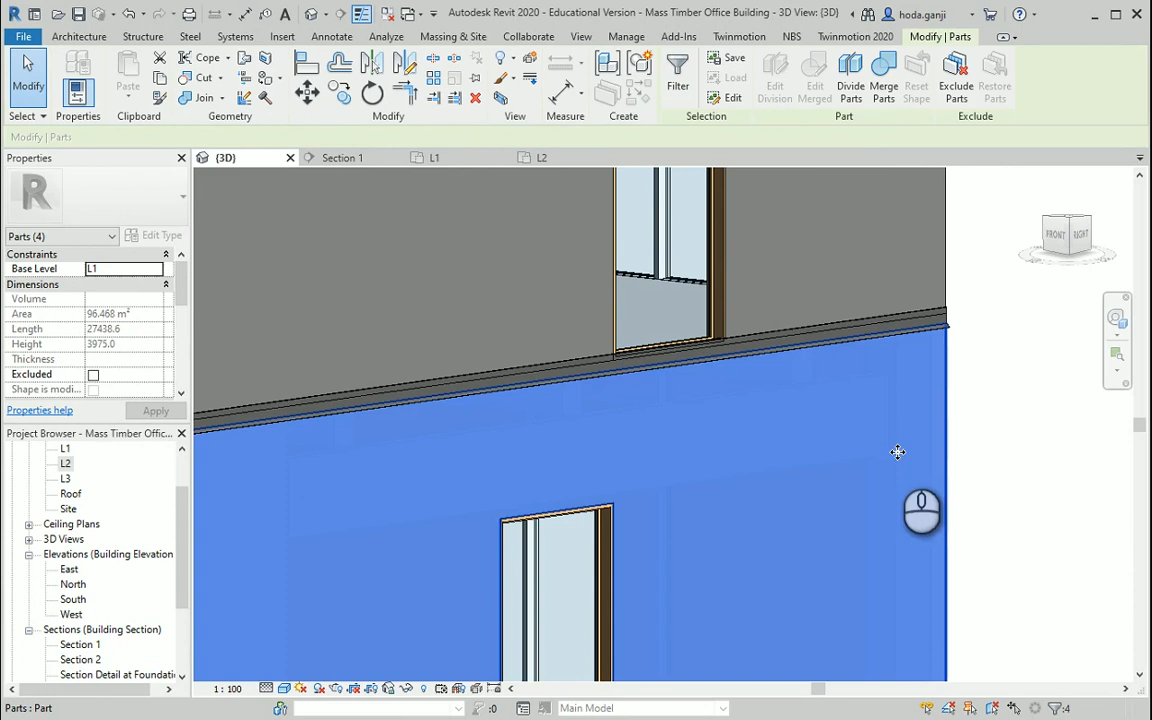 Autodesk Revit 2020 - Educational Version - Mass Timber Office Building - 3D View: {3D}
hoda.ganji
File Architecture Structure Steel Systems Insert Annotate Analyze Massing & Site Collaborate View Manage Add-Ins Twinmotion NBS Twinmotion 2020 Modify | Parts
Modify Paste Cope Cut Join Filter Save Load Edit Edit Division Edit Merged Divide Parts Merge Parts Reset Shape Exclude Parts Restore Parts
Select Properties Clipboard Geometry Modify View Measure Create Selection Part Exclude
Modify | Parts
Properties
{3D} Section 1 L1 L2
Parts (4) Edit Type
Constraints
Base Level L1
Dimensions
Volume
Area 96.468 m²
Length 27438.6
Height 3975.0
Thickness
Excluded
Shape is modi...
Properties help Apply
Project Browser - Mass Timber Offic...
L1
L2
L3
Roof
Site
Ceiling Plans
3D Views
Elevations (Building Elevation
East
North
South
West
Sections (Building Section)
Section 1
Section 2
Section Detail at Foundati
FRONT RIGHT
1 : 100
Parts : Part
:0 Main Model :4